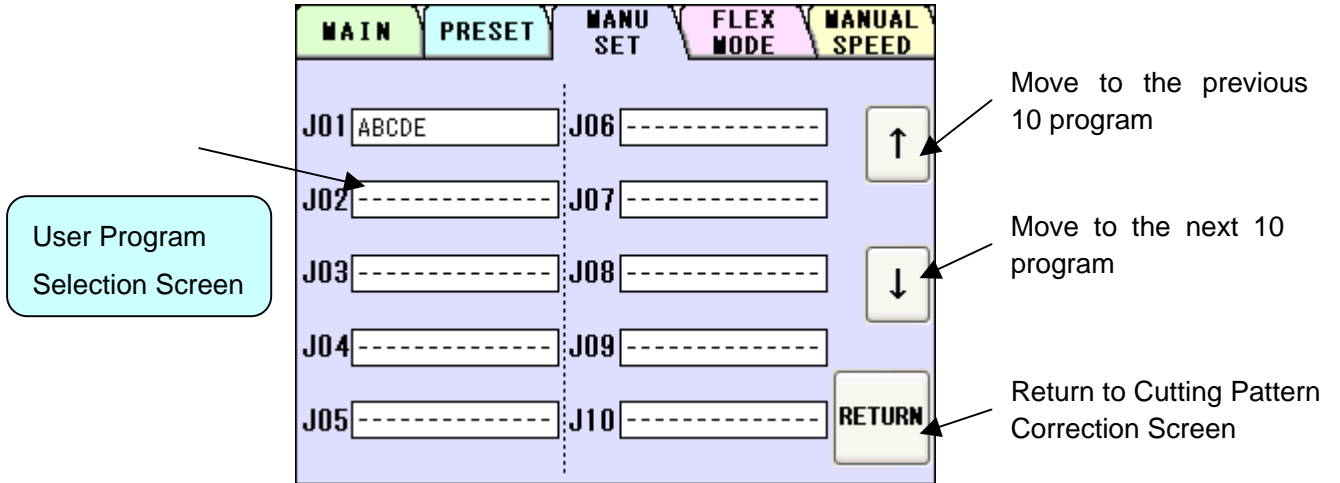 MAIN PRESET MANU SET FLEX MODE MANUAL SPEED
J01 ABCDE J06 --------------
J02 -------------- J07 --------------
J03 -------------- J08 --------------
J04 -------------- J09 --------------
J05 -------------- J10 --------------
↑
↓
RETURN
User Program
Selection Screen
Move to the previous
10 program
Move to the next 10
program
Return to Cutting Pattern
Correction Screen